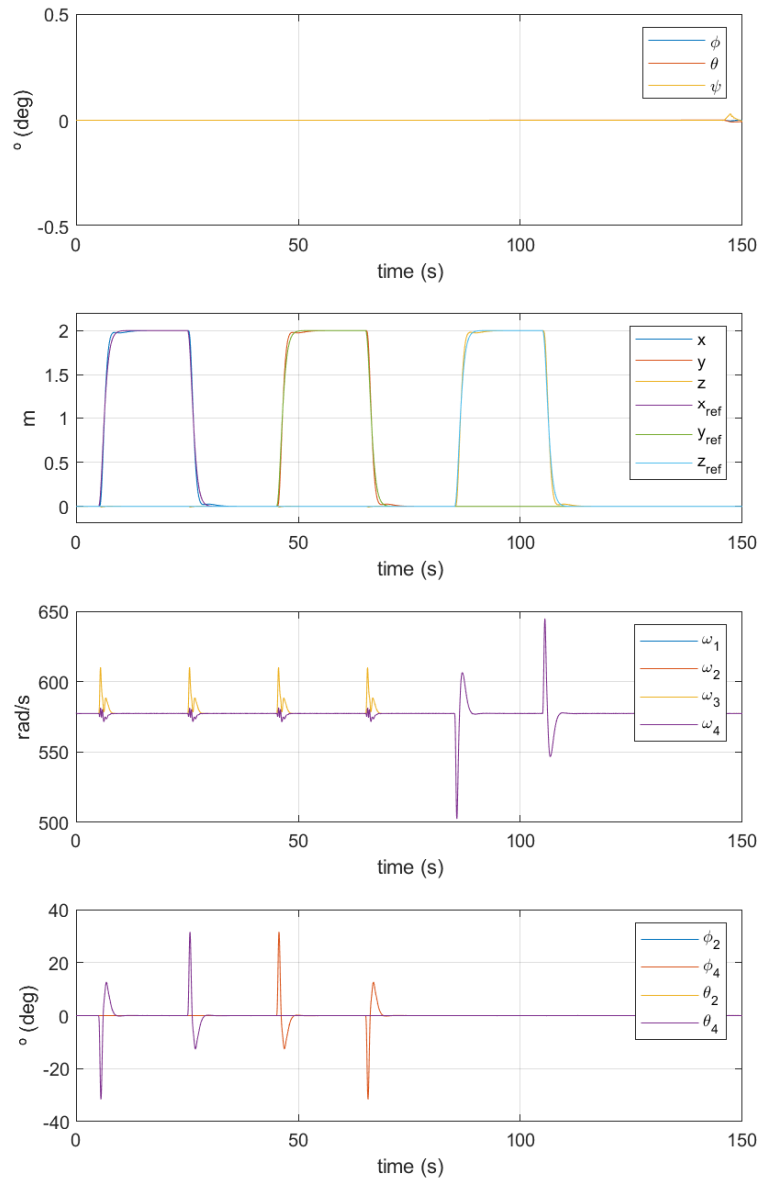 0.5
0
-0.5
º (deg)
ϕ
θ
ψ
0
50
100
150
time (s)
2
1.5
1
0.5
0
m
x
y
z
x_ref
y_ref
z_ref
0
50
100
150
time (s)
650
600
550
500
rad/s
ω_1
ω_2
ω_3
ω_4
0
50
100
150
time (s)
40
20
0
-20
-40
º (deg)
ϕ_2
ϕ_4
θ_2
θ_4
0
50
100
150
time (s)